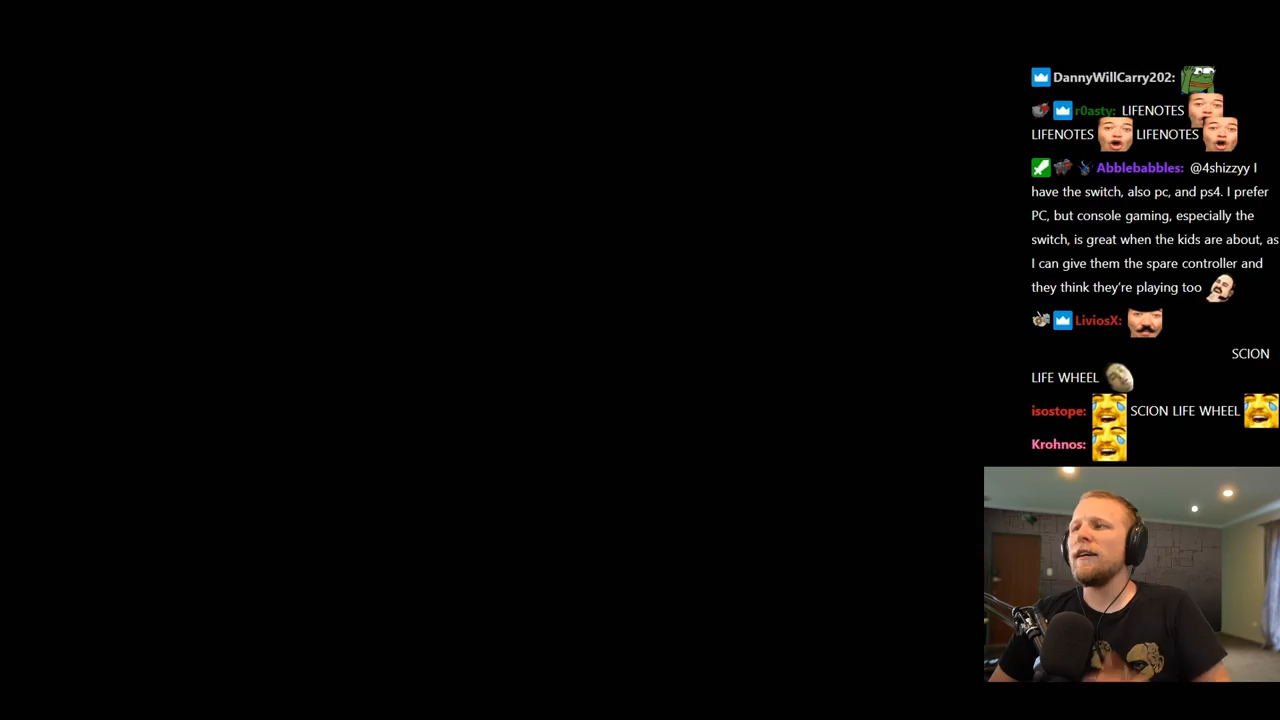 DannyWillCarry202:
r0asty: LIFENOTES
LIFENOTES LIFENOTES
Abblebabbles: @4shizzyy I
have the switch, also pc, and ps4. I prefer
PC, but console gaming, especially the
switch, is great when the kids are about, as
I can give them the spare controller and
they think they’re playing too
LiviosX:
SCION
LIFE WHEEL
isostope: SCION LIFE WHEEL
Krohnos: